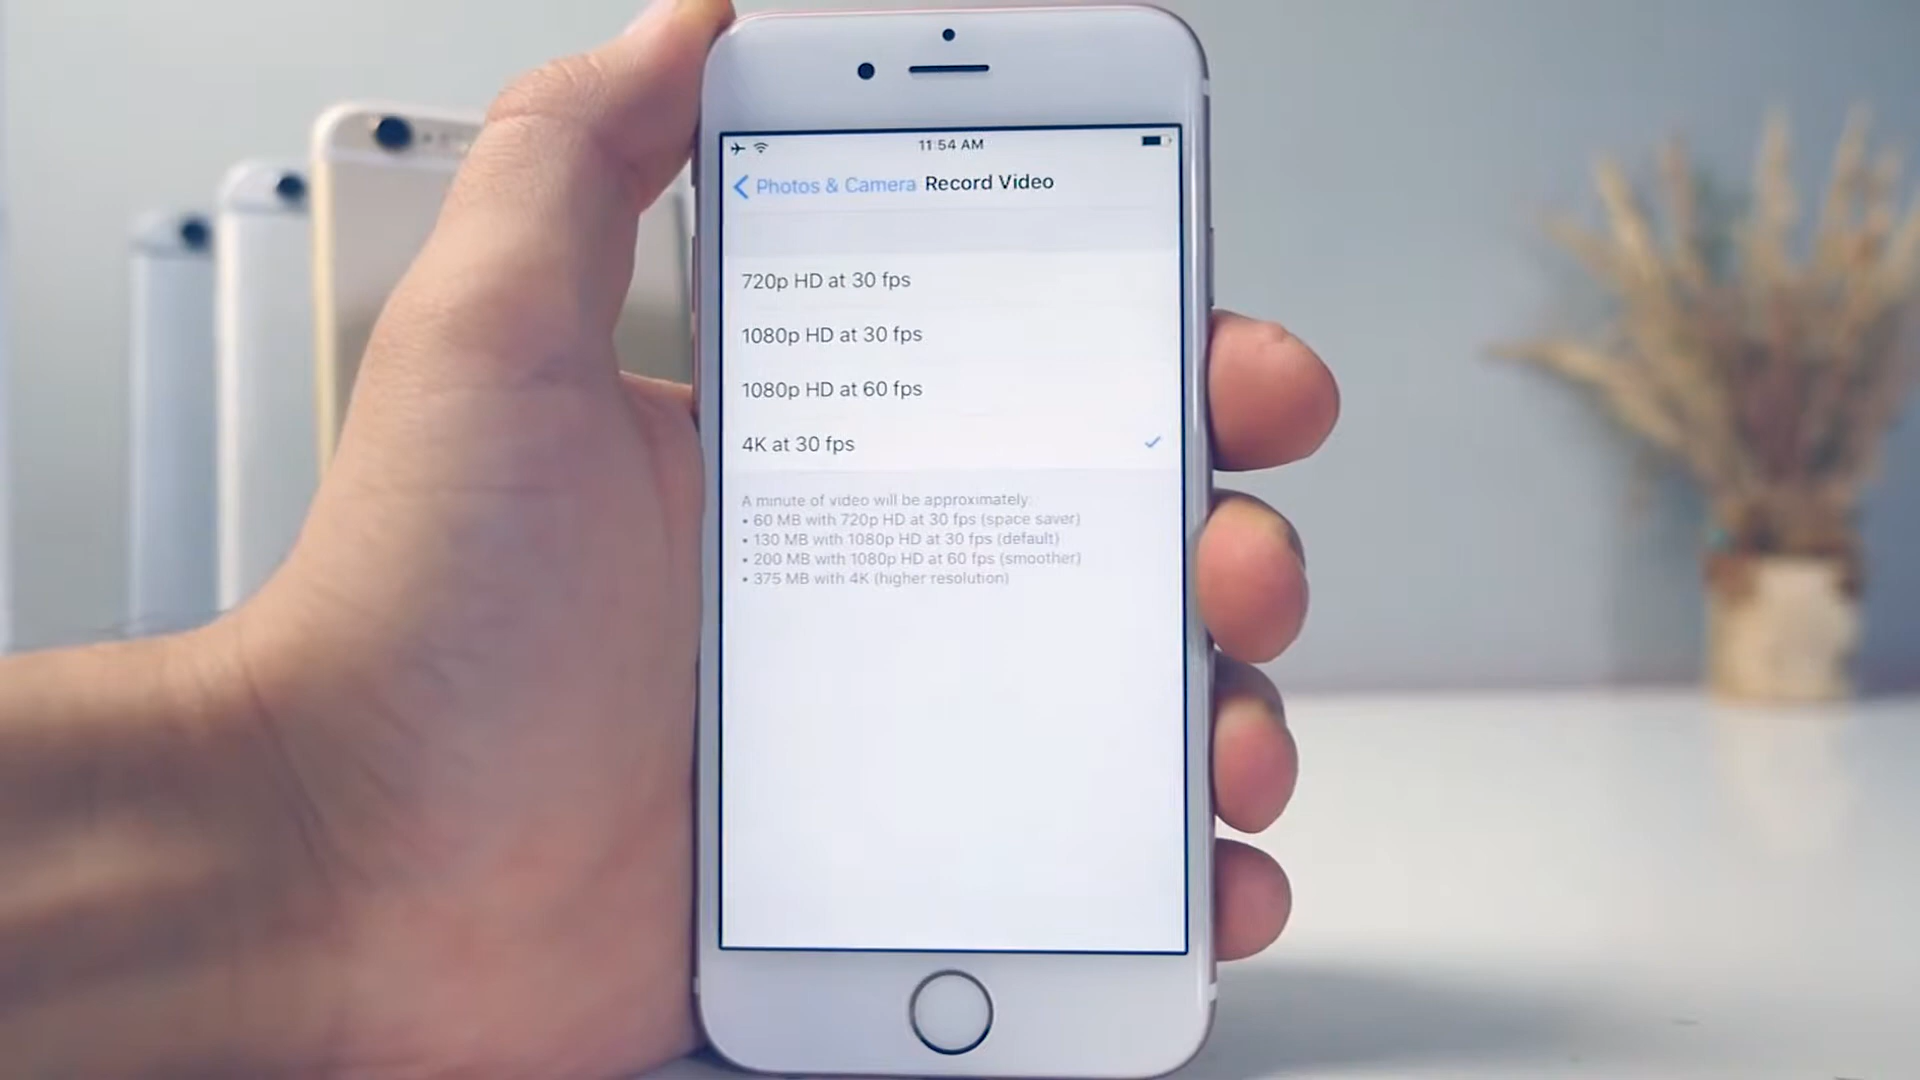 11:54 AM
Photos & Camera Record Video
720p HD at 30 fps
1080p HD at 30 fps
1080p HD at 60 fps
4K at 30 fps
A minute of video will be approximately:
• 60 MB with 720p HD at 30 fps (space saver)
• 130 MB with 1080p HD at 30 fps (default)
• 200 MB with 1080p HD at 60 fps (smoother)
• 375 MB with 4K (higher resolution)